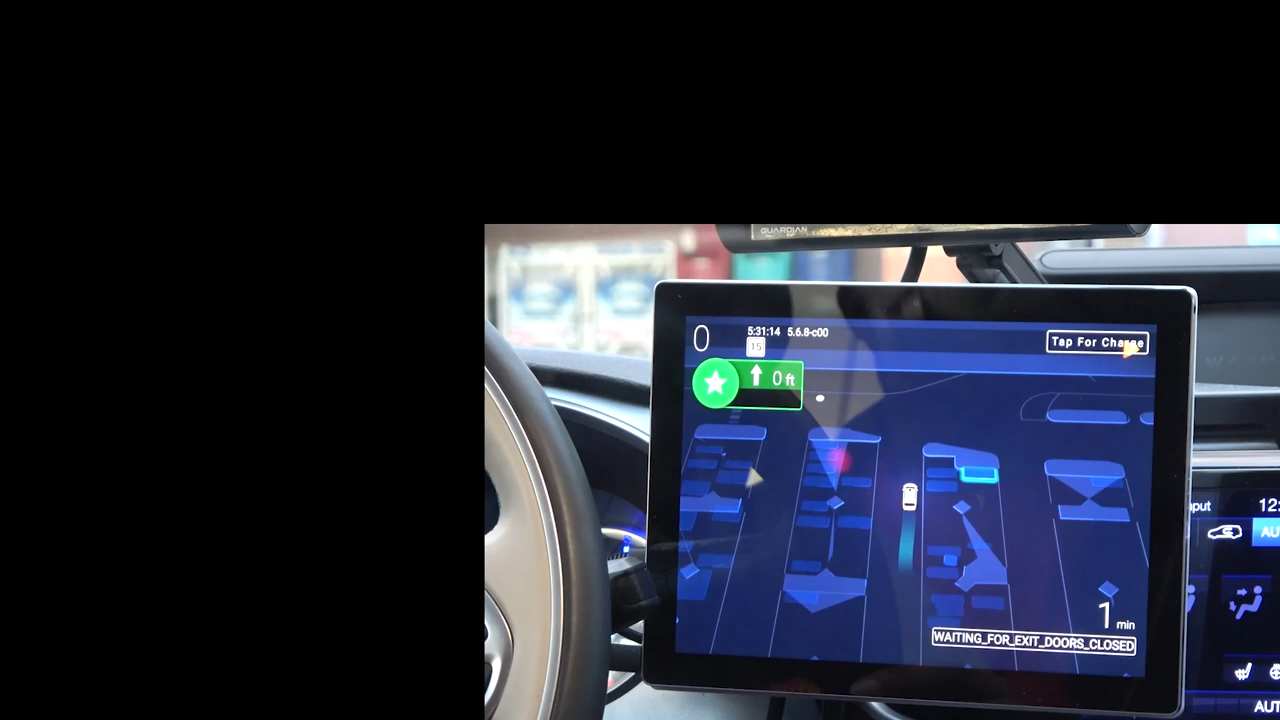 GUARDIAN
0
5:31:14 5.6.8-c00
Tap For Charge
15
0 ft
1 min
WAITING_FOR_EXIT_DOORS_CLOSED
put
12:
AU
AUT